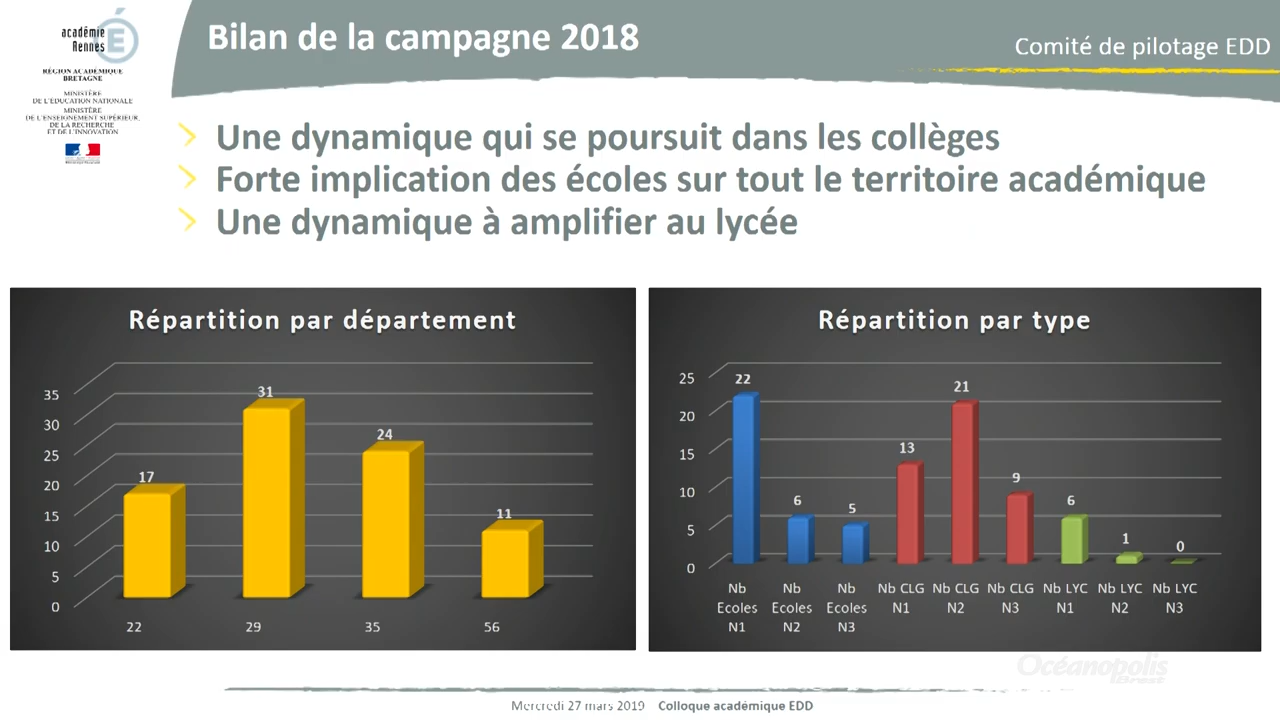 académie
Rennes
É
RÉGION ACADÉMIQUE
BRETAGNE
MINISTÈRE
DE L'ÉDUCATION NATIONALE
MINISTÈRE
DE L'ENSEIGNEMENT SUPÉRIEUR,
DE LA RECHERCHE
ET DE L'INNOVATION
Bilan de la campagne 2018
Comité de pilotage EDD
Une dynamique qui se poursuit dans les collèges
Forte implication des écoles sur tout le territoire académique
Une dynamique à amplifier au lycée
Répartition par département
35
30
25
20
15
10
5
0
17
31
24
11
22
29
35
56
Répartition par type
25
20
15
10
5
0
22
6
5
13
21
9
6
1
0
Nb Ecoles N1
Nb Ecoles N2
Nb Ecoles N3
Nb CLG N1
Nb CLG N2
Nb CLG N3
Nb LYC N1
Nb LYC N2
Nb LYC N3
Océanopolis
Brest
Mercredi 27 mars 2019 Colloque académique EDD